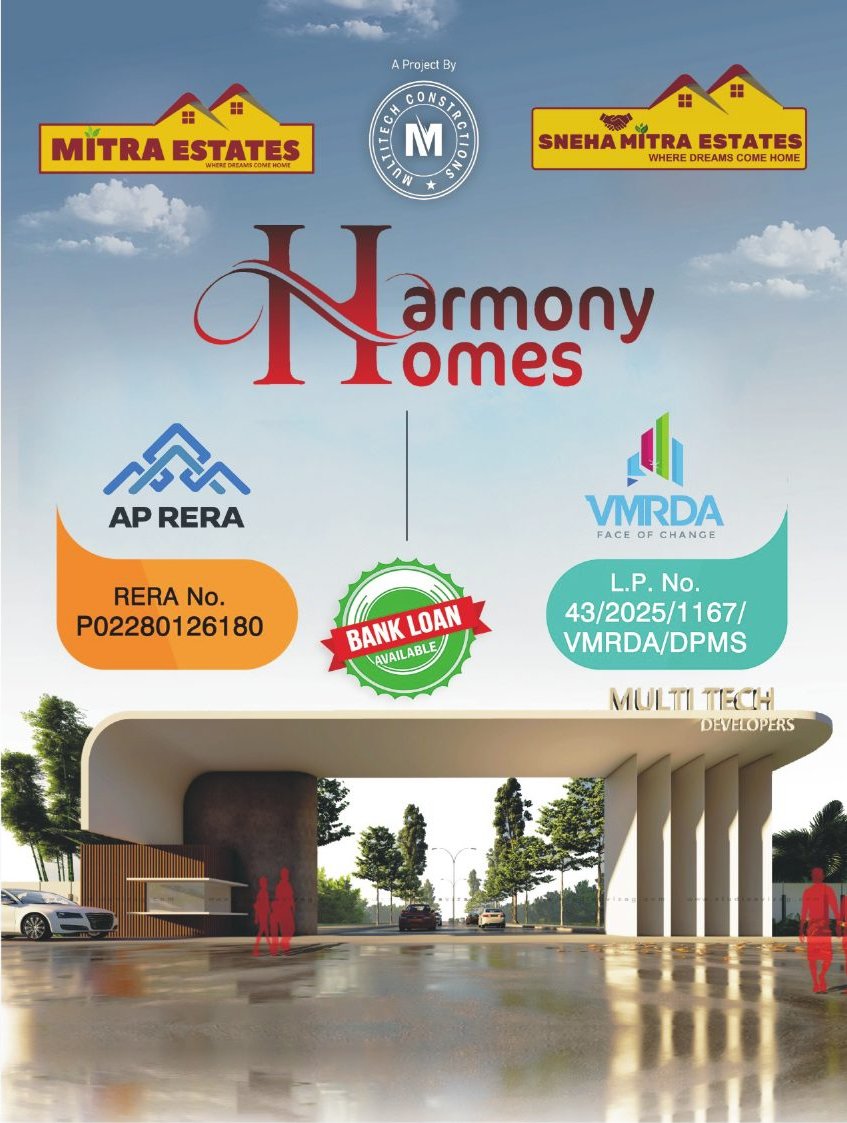 A Project By
MITRA ESTATES
WHERE DREAMS COME HOME
MULTITECH CONSTRCTIONS
M
SNEHA MITRA ESTATES
WHERE DREAMS COME HOME
Harmony
Homes
AP RERA
VMRDA
FACE OF CHANGE
RERA No.
P02280126180
BANK LOAN
AVAILABLE
L.P. No.
43/2025/1167/
VMRDA/DPMS
MULTI TECH
DEVELOPERS